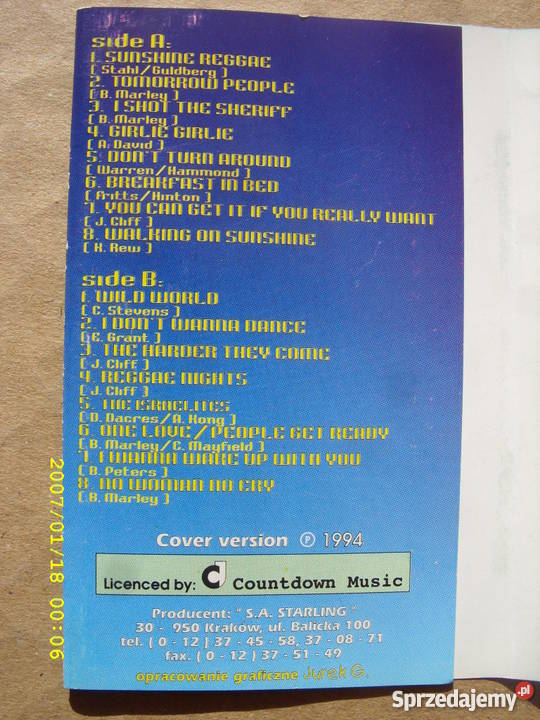 side A:
1. SUNSHINE REGGAE
[ Stahl/Guldberg ]
2. TOMORROW PEOPLE
[ B. Marley ]
3. I SHOT THE SHERIFF
[ B. Marley ]
4. GIRLIE GIRLIE
[ A. David ]
5. DON'T TURN AROUND
[ Warren/Hammond ]
6. BREAKFAST IN BED
[ Fritts/Hinton ]
7. YOU CAN GET IT IF YOU REALLY WANT
[ J. Cliff ]
8. WALKING ON SUNSHINE
[ K. Rew ]
side B:
1. WILD WORLD
[ C. Stevens ]
2. I DON'T WANNA DANCE
[ E. Grant ]
3. THE HARDER THEY COME
[ J. Cliff ]
4. REGGAE NIGHTS
[ J. Cliff ]
5. THE ISRAELITES
[ D. Dacres/A. Kong ]
6. ONE LOVE/PEOPLE GET READY
[ B. Marley/C. Mayfield ]
7. I WANNA WAKE UP WITH YOU
[ B. Peters ]
8. NO WOMAN NO CRY
[ B. Marley ]
Cover version ℗ 1994
Licenced by: CJ Countdown Music
Producent: " S.A. STARLING "
30 - 950 Kraków, ul. Balicka 100
tel. ( 0 - 12 ) 37 - 45 - 58, 37 - 08 - 71
fax. ( 0 - 12 ) 37 - 51 - 49
opracowanie graficzne Jurek G.
2007/01/18 00:06
Sprzedajemy.pl